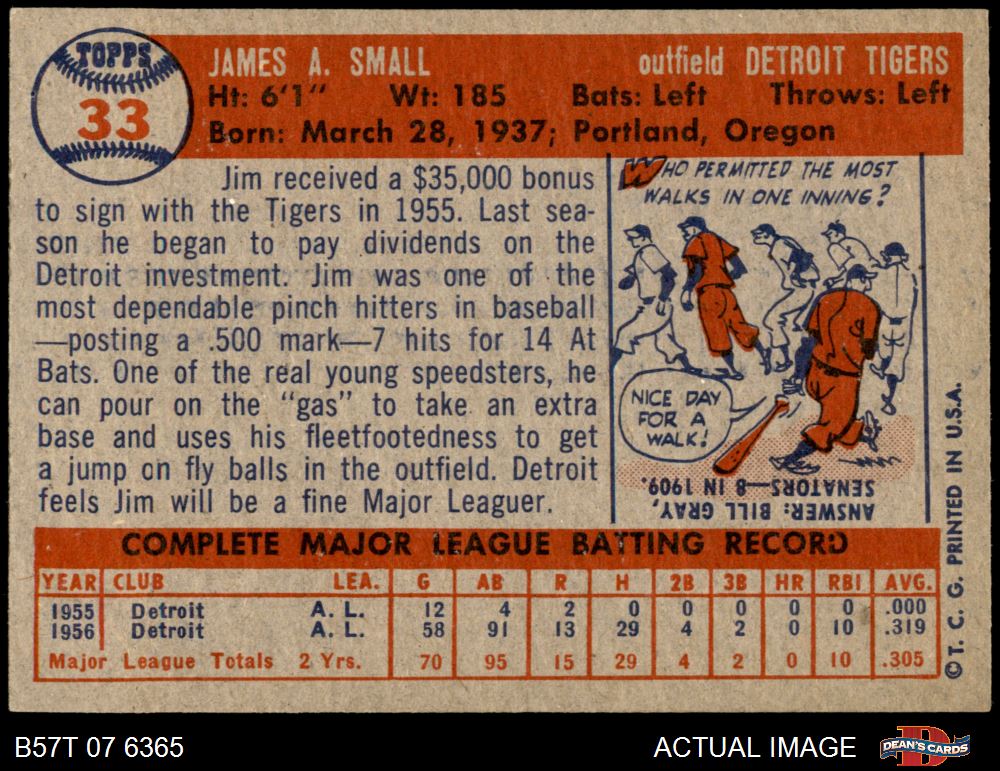 TOPPS
33
JAMES A. SMALL outfield DETROIT TIGERS
Ht: 6'1" Wt: 185 Bats: Left Throws: Left
Born: March 28, 1937; Portland, Oregon
Jim received a $35,000 bonus
to sign with the Tigers in 1955. Last sea-
son he began to pay dividends on the
Detroit investment. Jim was one of the
most dependable pinch hitters in baseball
—posting a .500 mark—7 hits for 14 At
Bats. One of the real young speedsters, he
can pour on the "gas" to take an extra
base and uses his fleetfootedness to get
a jump on fly balls in the outfield. Detroit
feels Jim will be a fine Major Leaguer.
WHO PERMITTED THE MOST
WALKS IN ONE INNING?
NICE DAY
FOR A
WALK!
ANSWER: BILL GRAY,
SENATORS—8 IN 1909.
COMPLETE MAJOR LEAGUE BATTING RECORD
YEAR CLUB LEA. G AB R H 2B 3B HR RBI AVG.
1955 Detroit A. L. 12 4 2 0 0 0 0 0 .000
1956 Detroit A. L. 58 91 13 29 4 2 0 10 .319
Major League Totals 2 Yrs. 70 95 15 29 4 2 0 10 .305
© T. C. G. PRINTED IN U.S.A.
B57T 07 6365 ACTUAL IMAGE DEAN'S CARDS